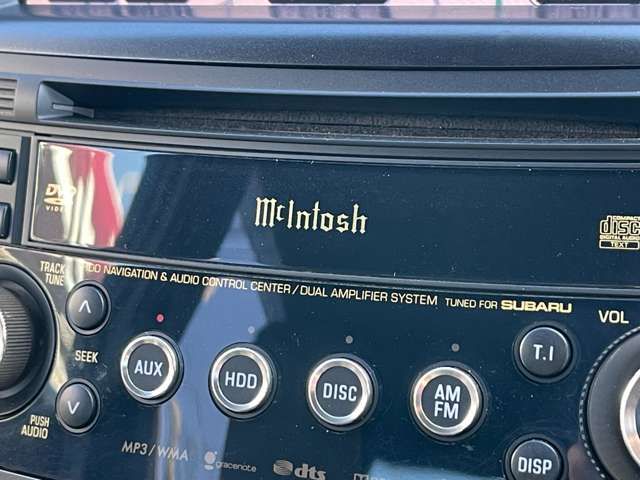 DVD
VIDEO
McIntosh
COMPACT
disc
DIGITAL AUDIO
TEXT
TRACK
TUNE
NAVIGATION & AUDIO CONTROL CENTER/DUAL AMPLIFIER SYSTEM TUNED FOR SUBARU
VOL
SEEK
AUX
HDD
DISC
AM
FM
T.I
PUSH
AUDIO
DISP
MP3/WMA
gracenote
dts